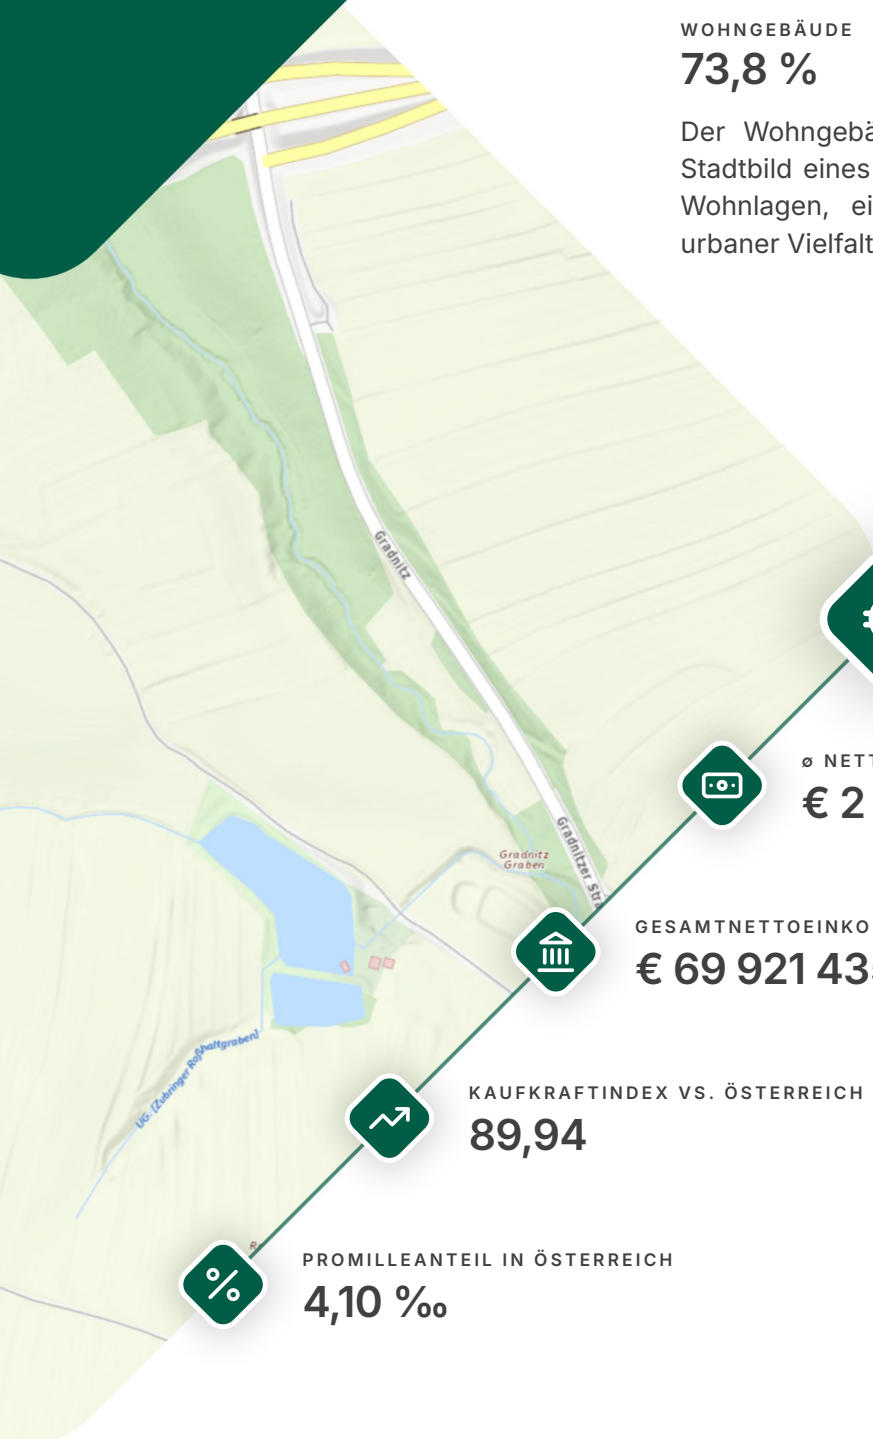 WOHNGEBÄUDE
73,8 %
Der Wohngebä
Stadtbild eines
Wohnlagen, ei
urbaner Vielfalt
Gradnitz
ø NETT
€ 2
Gradnitzer Stra
Gradnitz
Graben
GESAMTNETTOEINKO
€ 69 921 43
UG. [Zubringer Roßhaltgraben]
KAUFKRAFTINDEX VS. ÖSTERREICH
89,94
PROMILLEANTEIL IN ÖSTERREICH
4,10 ‰